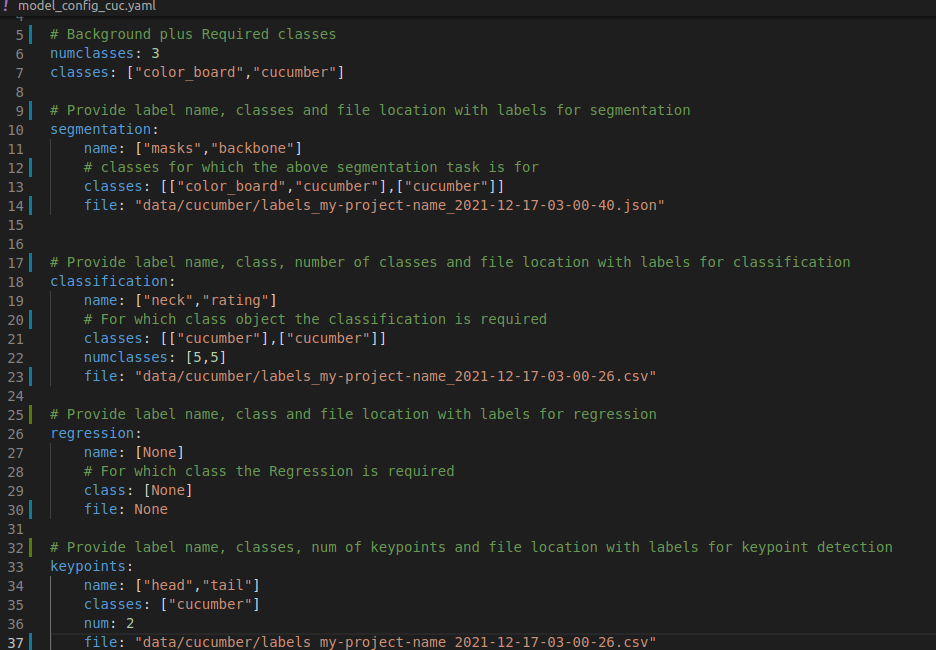 ! model_config_cuc.yaml
4
5 # Background plus Required classes
6 numclasses: 3
7 classes: ["color_board","cucumber"]
8
9 # Provide label name, classes and file location with labels for segmentation
10 segmentation:
11     name: ["masks","backbone"]
12     # classes for which the above segmentation task is for
13     classes: [["color_board","cucumber"],["cucumber"]]
14     file: "data/cucumber/labels_my-project-name_2021-12-17-03-00-40.json"
15
16
17 # Provide label name, class, number of classes and file location with labels for classification
18 classification:
19     name: ["neck","rating"]
20     # For which class object the classification is required
21     classes: [["cucumber"],["cucumber"]]
22     numclasses: [5,5]
23     file: "data/cucumber/labels_my-project-name_2021-12-17-03-00-26.csv"
24
25 # Provide label name, class and file location with labels for regression
26 regression:
27     name: [None]
28     # For which class the Regression is required
29     class: [None]
30     file: None
31
32 # Provide label name, classes, num of keypoints and file location with labels for keypoint detection
33 keypoints:
34     name: ["head","tail"]
35     classes: ["cucumber"]
36     num: 2
37     file: "data/cucumber/labels_my-project-name_2021-12-17-03-00-26.csv"